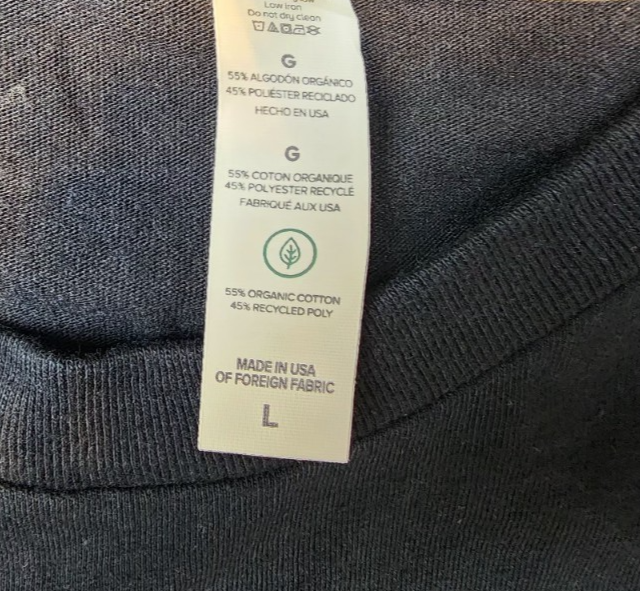 Low iron
Do not dry clean
G
55% ALGODÓN ORGÁNICO
45% POLIÉSTER RECICLADO
HECHO EN USA
G
55% COTON ORGANIQUE
45% POLYESTER RECYCLÉ
FABRIQUÉ AUX USA
55% ORGANIC COTTON
45% RECYCLED POLY
MADE IN USA
OF FOREIGN FABRIC
L